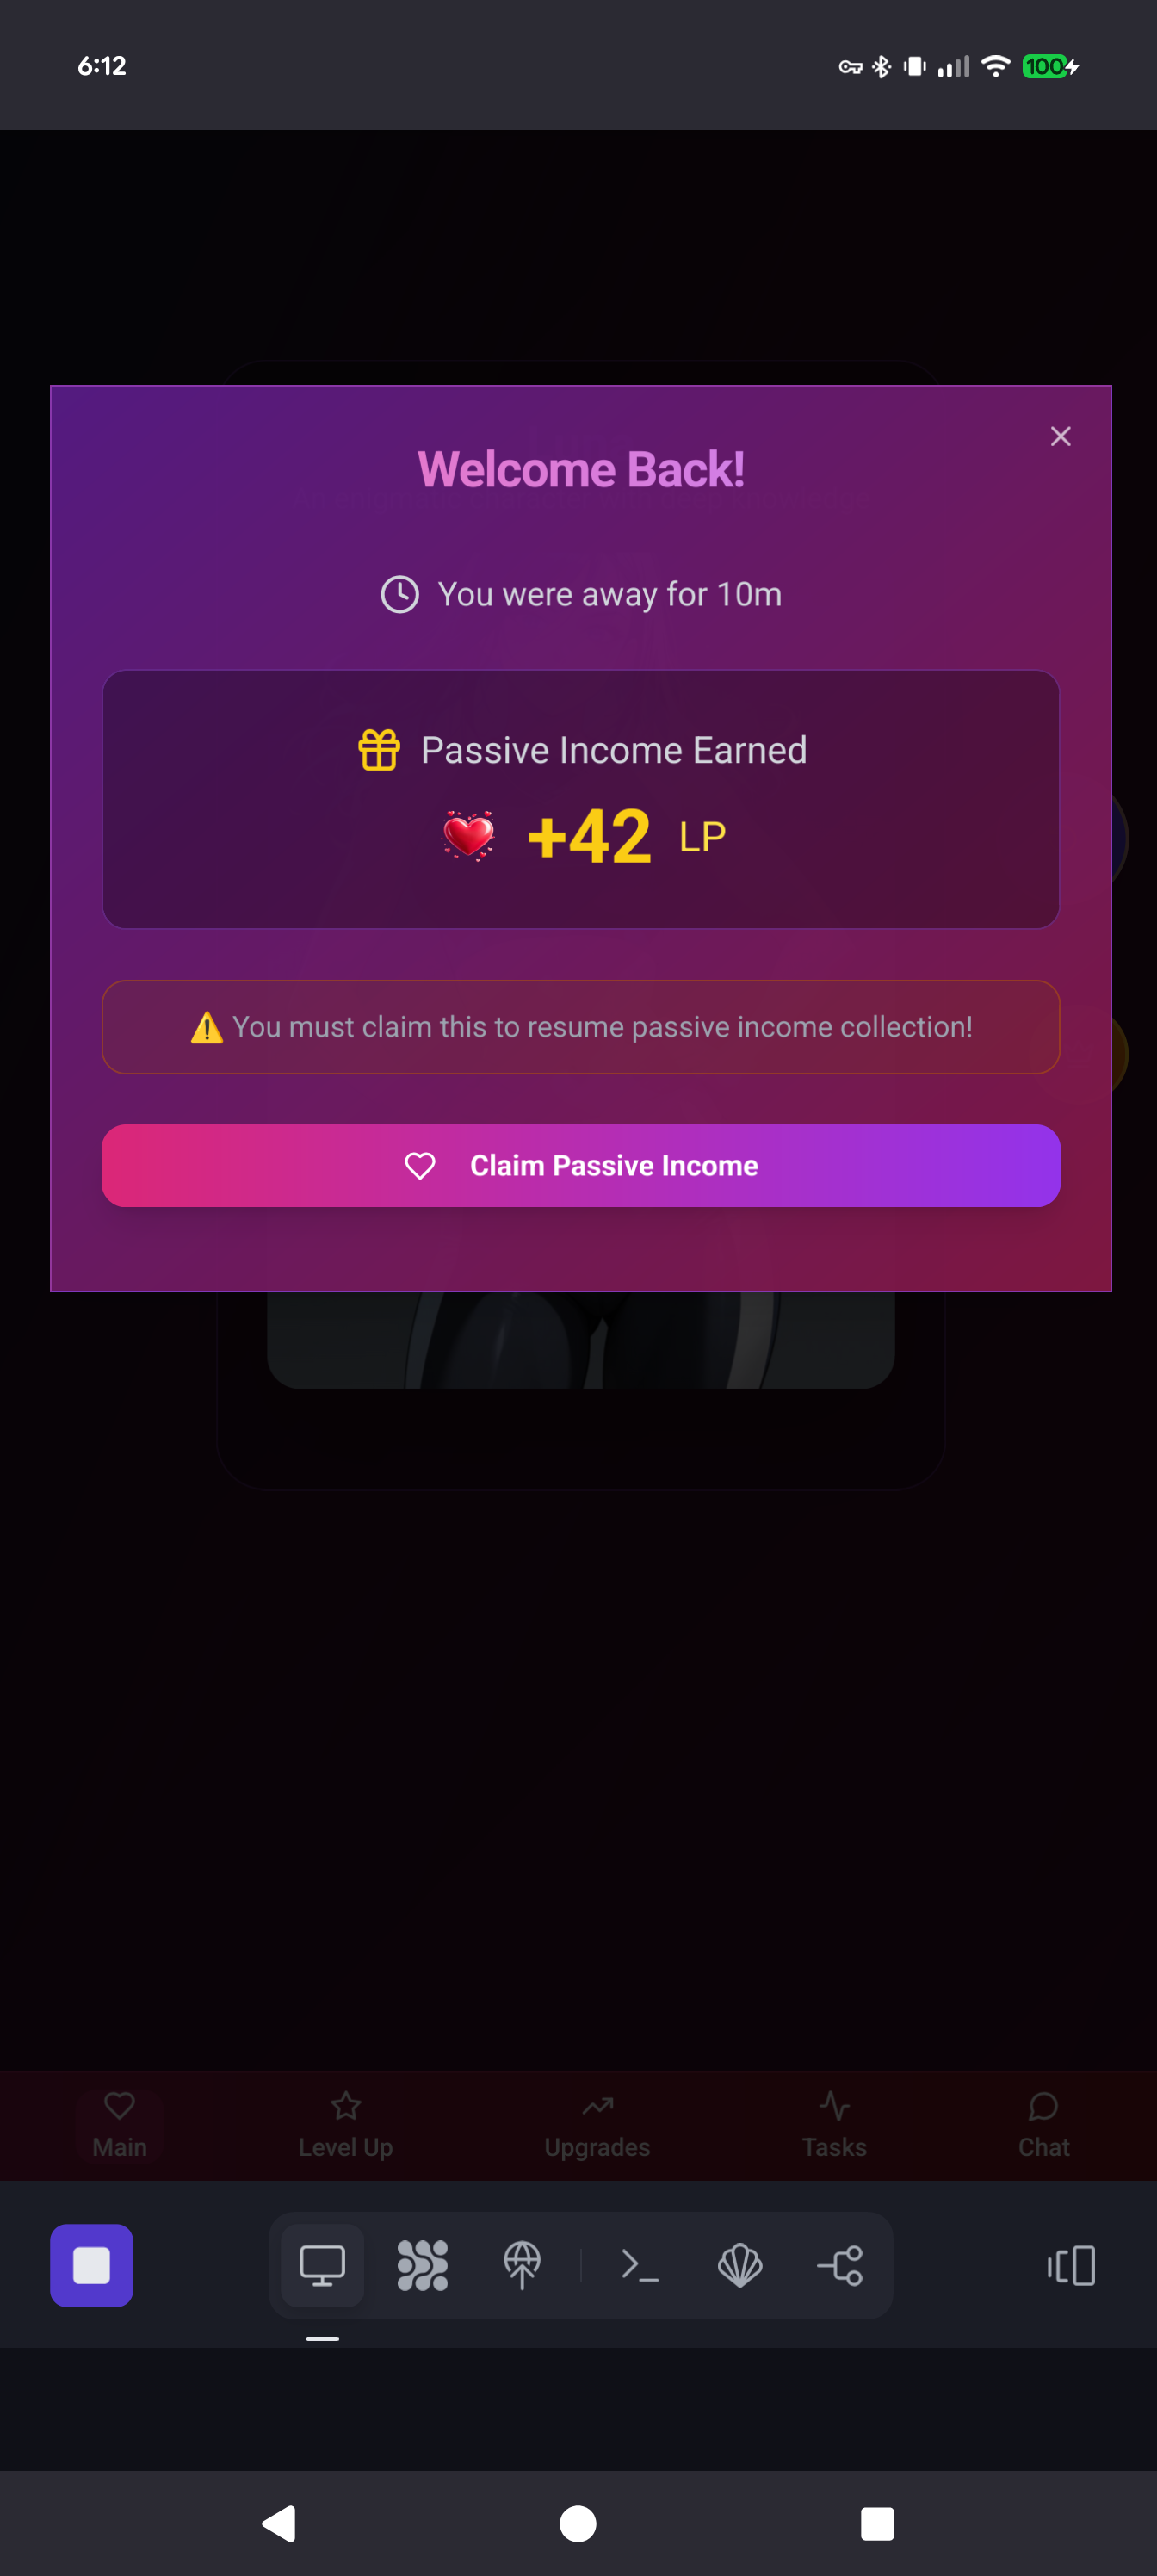 6:12
100
Welcome Back!
You were away for 10m
Passive Income Earned
+42 LP
⚠️ You must claim this to resume passive income collection!
Claim Passive Income
Main
Level Up
Upgrades
Tasks
Chat